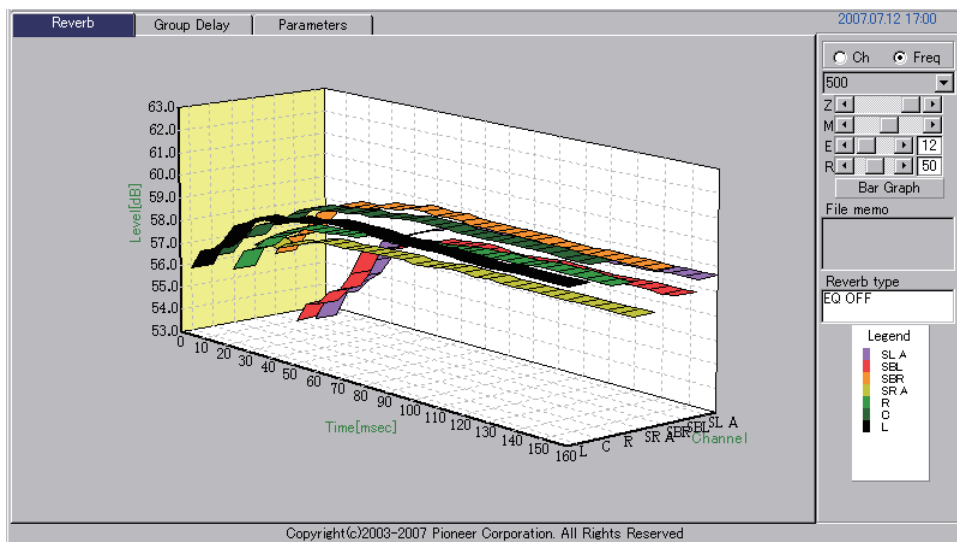 Reverb
Group Delay
Parameters
2007.07.12 17:00
Ch
Freq
500
Z
M
E 12
R 50
Bar Graph
File memo
Reverb type
EQ OFF
Legend
SL A
SBL
SBR
SR A
R
C
L
Level[dB]
63.0
62.0
61.0
60.0
59.0
58.0
57.0
56.0
55.0
54.0
53.0
0 10 20 30 40 50 60 70 80 90 100 110 120 130 140 150 160
Time[msec]
L C R SR A SBR SBL SL A
Channel
Copyright(c)2003-2007 Pioneer Corporation. All Rights Reserved